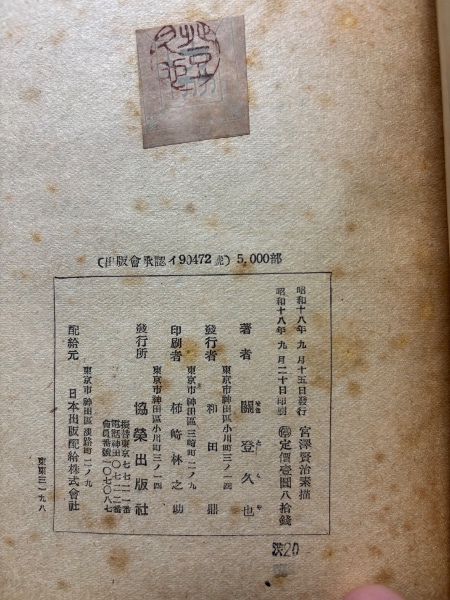 (出版會承認イ90472號) 5,000部
昭和十八年 九月十五日發行
昭和十八年 九月二十日印刷
宮澤賢治素描
定價壹圓八拾錢
著者 關登久也
東京市神田區小川町三ノ一四
發行者 和田 鼎
東京市神田區三崎町二ノ九
印刷者 柿崎林之助
東京市神田區小川町三ノ一四
發行所 協榮出版社
東京市神田區淡路町二ノ九
配給元 日本出版配給株式會社
東東三一九八